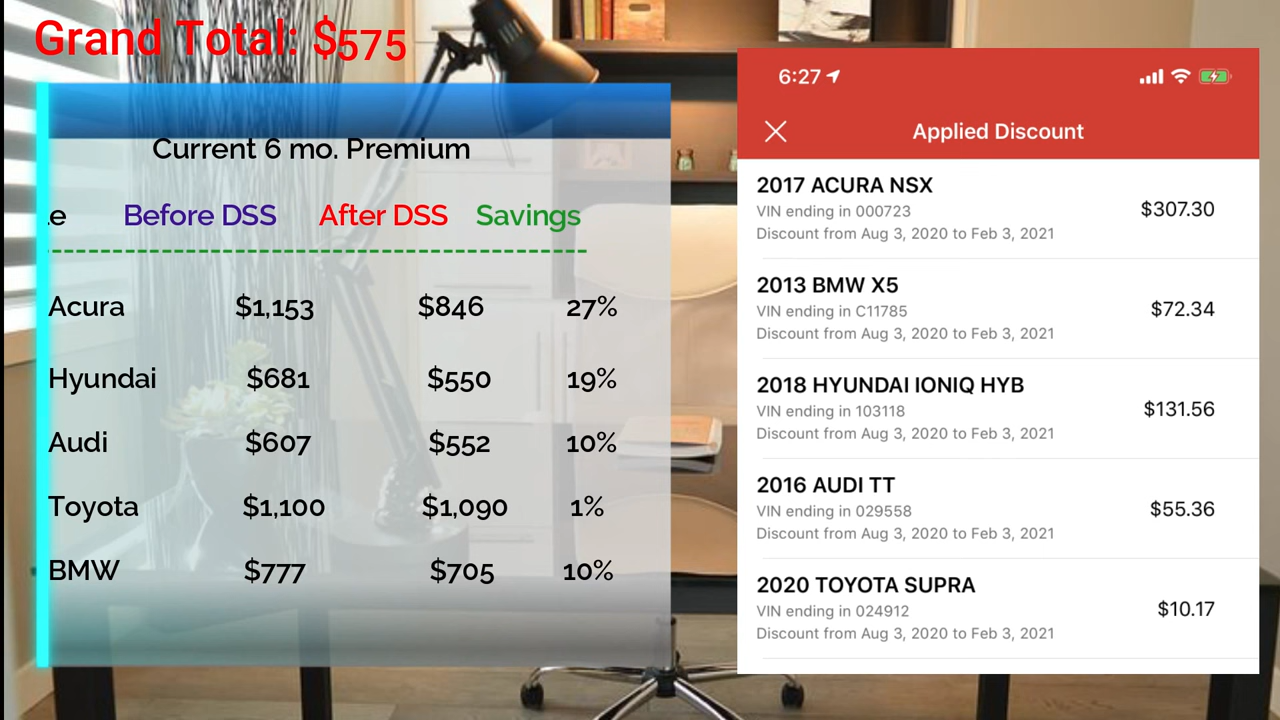 Grand Total: $575
Current 6 mo. Premium
Before DSS After DSS Savings
Acura $1,153 $846 27%
Hyundai $681 $550 19%
Audi $607 $552 10%
Toyota $1,100 $1,090 1%
BMW $777 $705 10%
6:27
Applied Discount
2017 ACURA NSX
VIN ending in 000723
$307.30
Discount from Aug 3, 2020 to Feb 3, 2021
2013 BMW X5
VIN ending in C11785
$72.34
Discount from Aug 3, 2020 to Feb 3, 2021
2018 HYUNDAI IONIQ HYB
VIN ending in 103118
$131.56
Discount from Aug 3, 2020 to Feb 3, 2021
2016 AUDI TT
VIN ending in 029558
$55.36
Discount from Aug 3, 2020 to Feb 3, 2021
2020 TOYOTA SUPRA
VIN ending in 024912
$10.17
Discount from Aug 3, 2020 to Feb 3, 2021